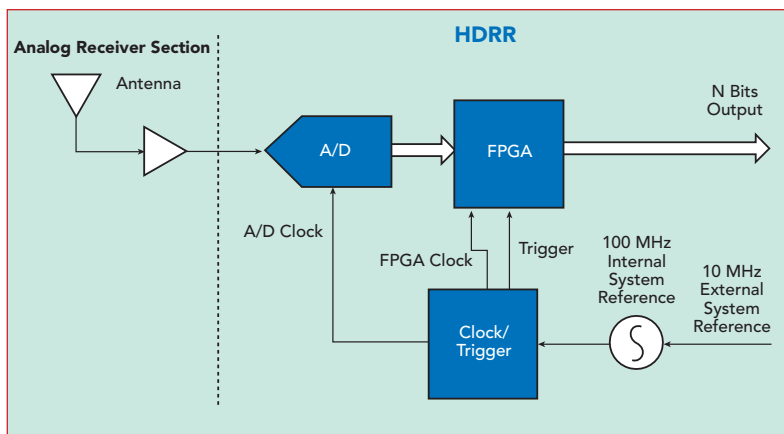 HDRR
Analog Receiver Section
Antenna
N Bits
Output
A/D
FPGA
A/D Clock
FPGA Clock
Trigger
100 MHz
Internal
System
Reference
10 MHz
External
System
Reference
Clock/
Trigger